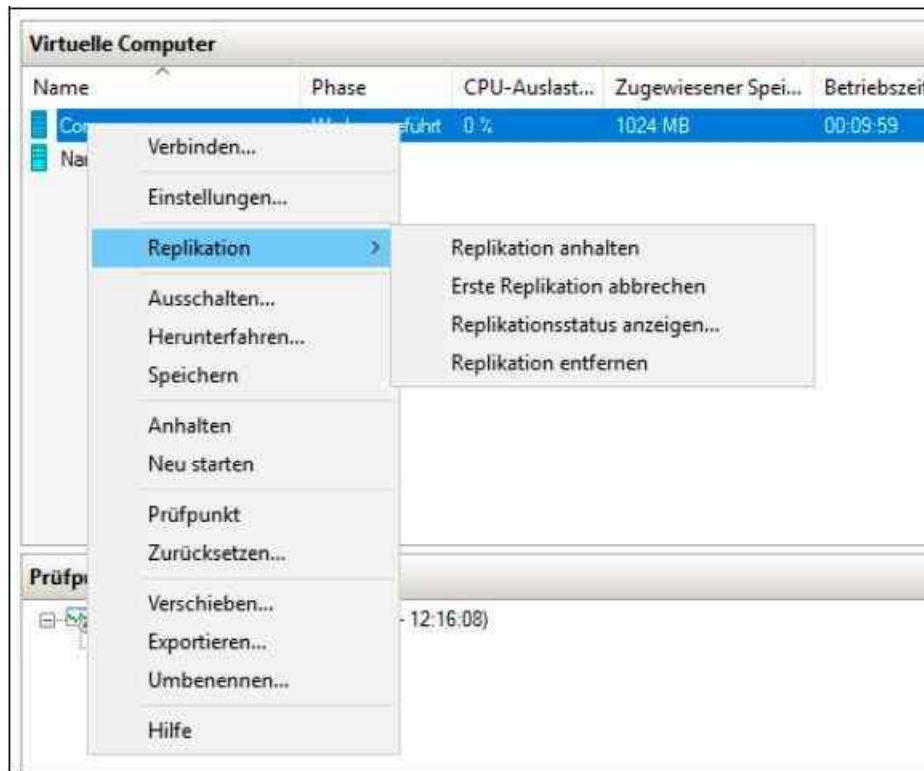 Virtuelle Computer
Name Phase CPU-Auslast... Zugewiesener Spei... Betriebszeit
0 % 1024 MB 00:09:59
Verbinden...
Einstellungen...
Replikation
Replikation anhalten
Erste Replikation abbrechen
Replikationsstatus anzeigen...
Replikation entfernen
Ausschalten...
Herunterfahren...
Speichern
Anhalten
Neu starten
Prüfpunkt
Zurücksetzen...
- 12:16:08)
Verschieben...
Exportieren...
Umbenennen...
Hilfe